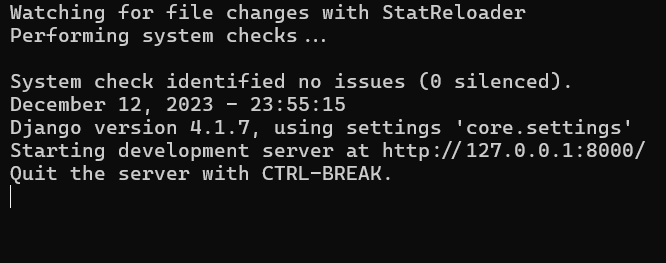 Watching for file changes with StatReloader
Performing system checks...
System check identified no issues (0 silenced).
December 12, 2023 - 23:55:15
Django version 4.1.7, using settings 'core.settings'
Starting development server at http://127.0.0.1:8000/
Quit the server with CTRL-BREAK.